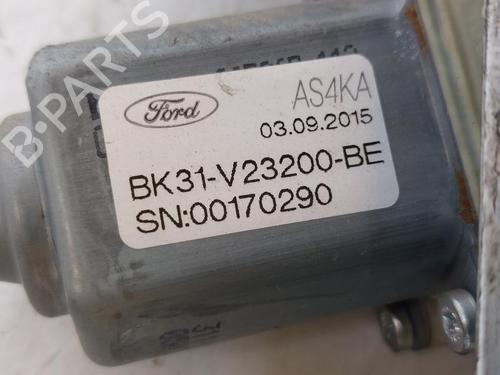 B-PARTS
Ford
AS4KA
03.09.2015
BK31-V23200-BE
SN:00170290